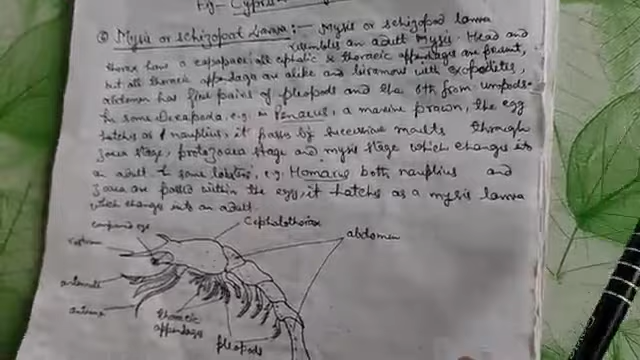 Fig - Cypris
Mysis or schizopod Larva :- Mysis or schizopod larva
resembles an adult Mysis. Head and
thorax have a carapace; all cephalic & thoracic appendages are present,
but all thoracic appendage are alike and biramous with exopodites,
abdomen has five pairs of pleopods and the 6th from uropods.
In some Decapoda, e.g. in Penaeus, a marine prawn, the egg
hatches as nauplius, it passes by successive moults through
zoaea stage, protozoaea stage and mysis stage which changes into
an adult. In some lobsters, e.g. Homarus both nauplius and
zoaea are passed within the egg, it hatches as a mysis larva
which changes into an adult.
compound eye
Cephalothorax
abdomen
rostrum
antennule
antenna
thoracic
appendage
pleopods